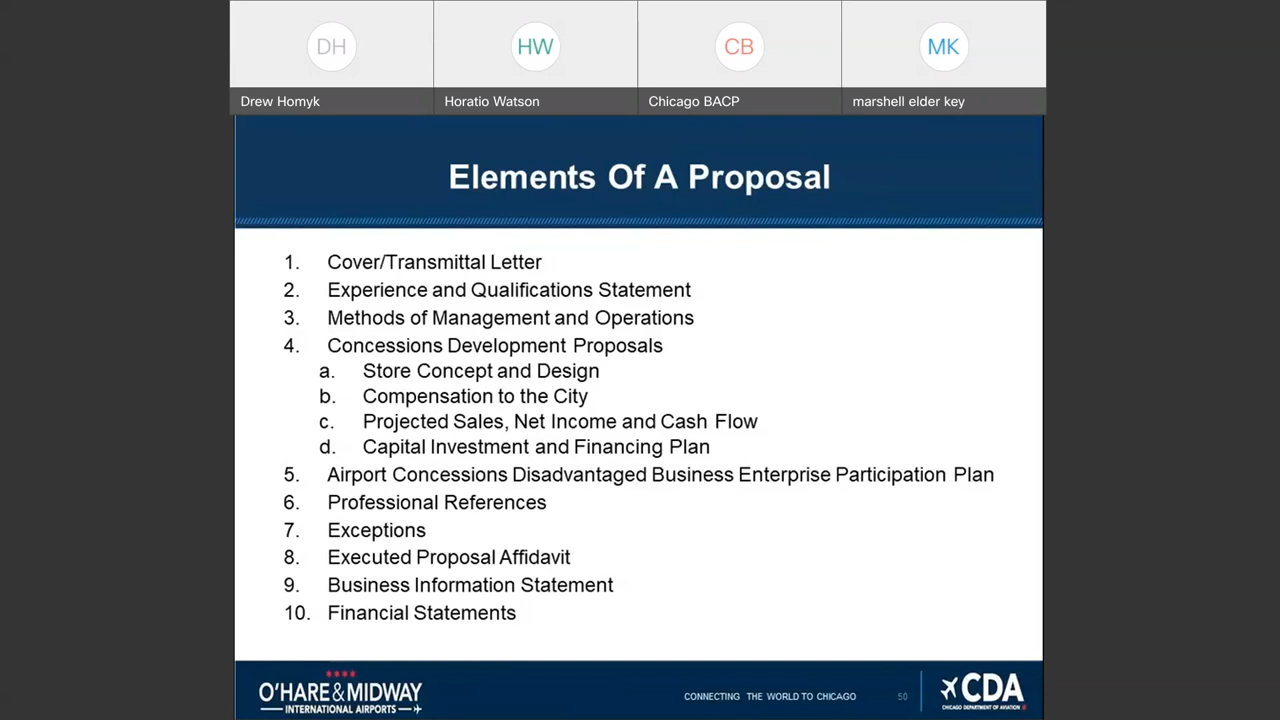 DH
HW
CB
MK
Drew Homyk
Horatio Watson
Chicago BACP
marshell elder key
Elements Of A Proposal
1. Cover/Transmittal Letter
2. Experience and Qualifications Statement
3. Methods of Management and Operations
4. Concessions Development Proposals
a. Store Concept and Design
b. Compensation to the City
c. Projected Sales, Net Income and Cash Flow
d. Capital Investment and Financing Plan
5. Airport Concessions Disadvantaged Business Enterprise Participation Plan
6. Professional References
7. Exceptions
8. Executed Proposal Affidavit
9. Business Information Statement
10. Financial Statements
O'HARE & MIDWAY
INTERNATIONAL AIRPORTS
CONNECTING THE WORLD TO CHICAGO
50
CDA
CHICAGO DEPARTMENT OF AVIATION